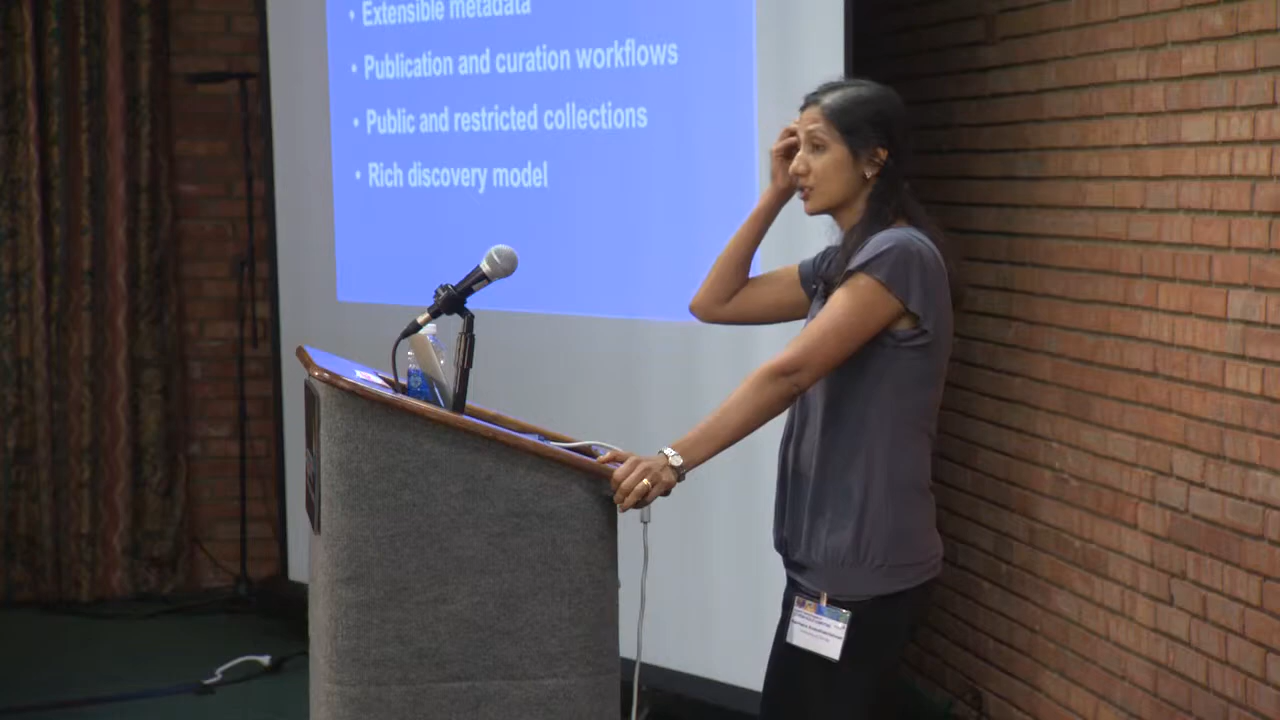 • Extensible metadata
• Publication and curation workflows
• Public and restricted collections
• Rich discovery model